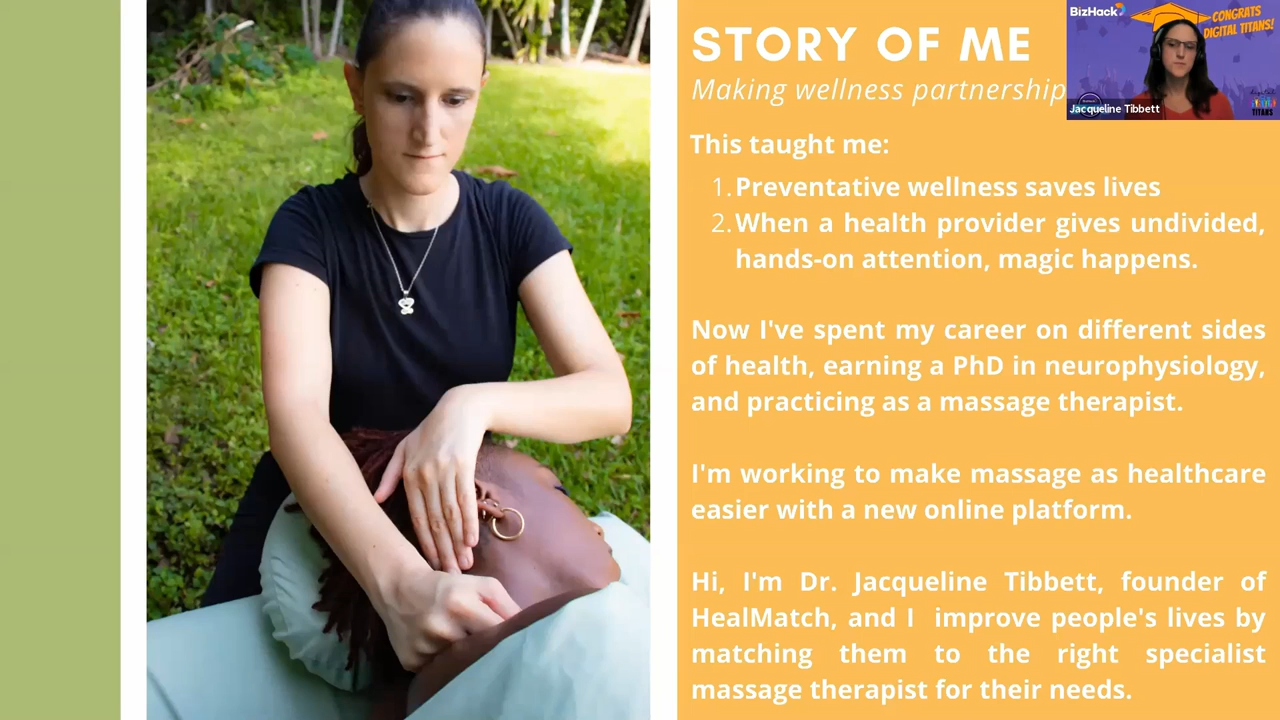 STORY OF ME
Making wellness partnership
BizHack
CONGRATS
DIGITAL TITANS!
Jacqueline Tibbett
digital
TITANS
This taught me:
1. Preventative wellness saves lives
2. When a health provider gives undivided,
hands-on attention, magic happens.
Now I've spent my career on different sides
of health, earning a PhD in neurophysiology,
and practicing as a massage therapist.
I'm working to make massage as healthcare
easier with a new online platform.
Hi, I'm Dr. Jacqueline Tibbett, founder of
HealMatch, and I improve people's lives by
matching them to the right specialist
massage therapist for their needs.